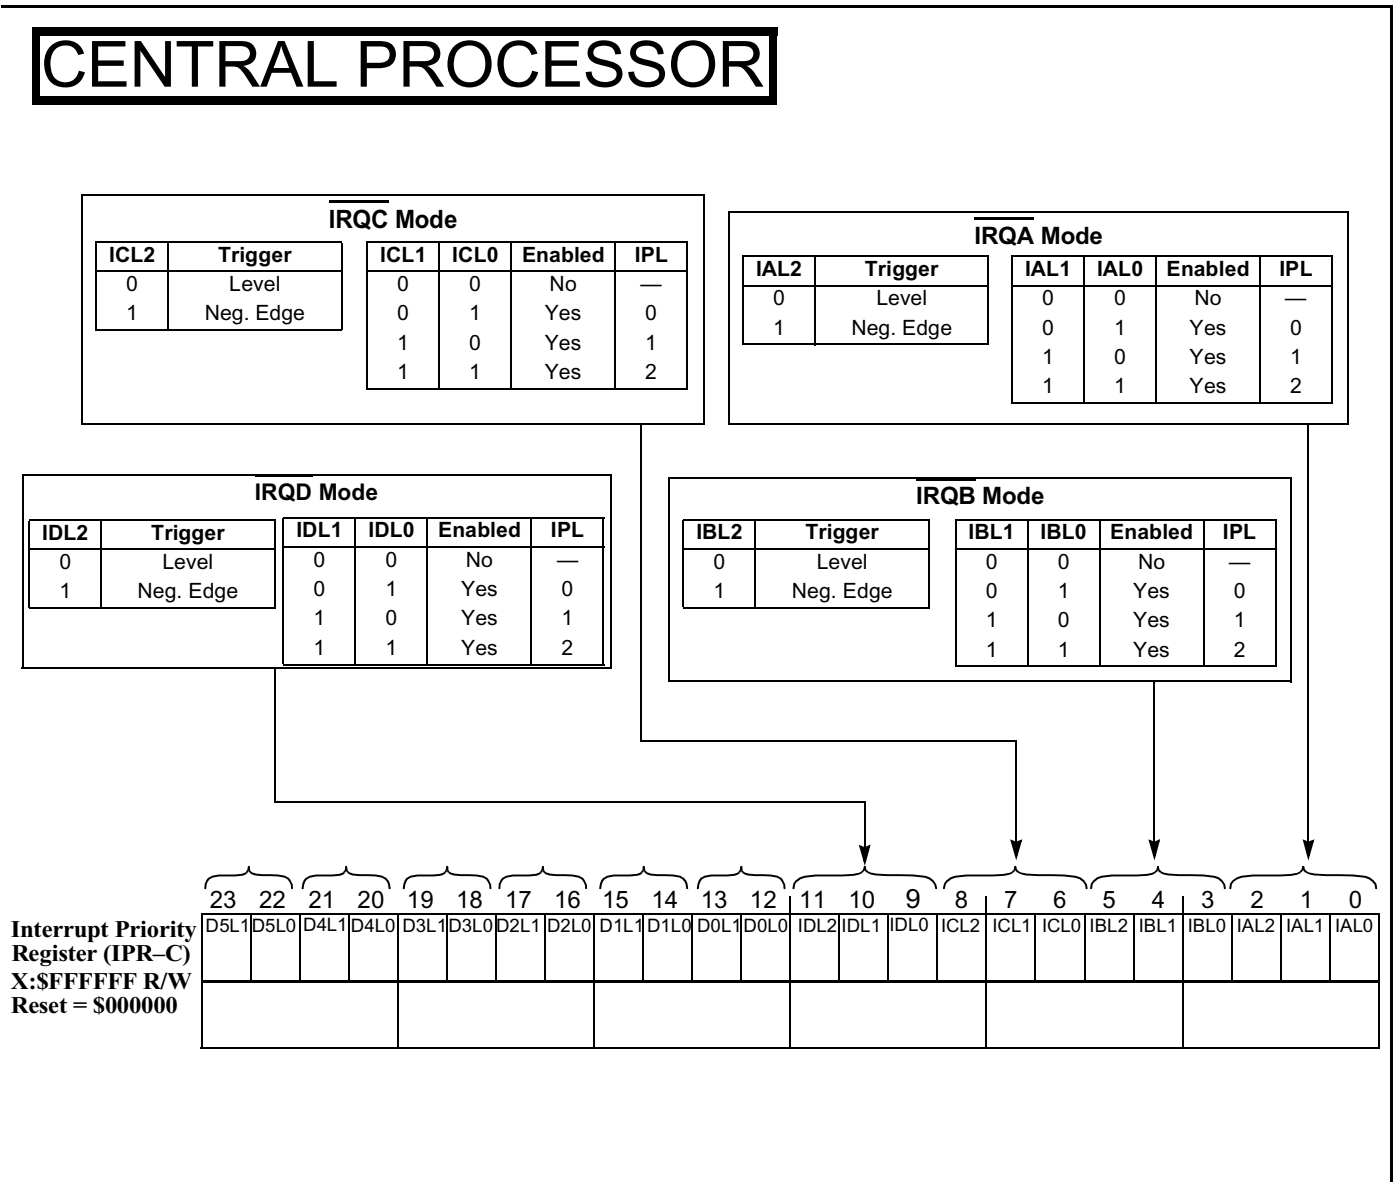 CENTRAL PROCESSOR
IRQC Mode
ICL2 Trigger
0 Level
1 Neg. Edge
ICL1 ICL0 Enabled IPL
0 0 No —
0 1 Yes 0
1 0 Yes 1
1 1 Yes 2
IRQA Mode
IAL2 Trigger
0 Level
1 Neg. Edge
IAL1 IAL0 Enabled IPL
0 0 No —
0 1 Yes 0
1 0 Yes 1
1 1 Yes 2
IRQD Mode
IDL2 Trigger
0 Level
1 Neg. Edge
IDL1 IDL0 Enabled IPL
0 0 No —
0 1 Yes 0
1 0 Yes 1
1 1 Yes 2
IRQB Mode
IBL2 Trigger
0 Level
1 Neg. Edge
IBL1 IBL0 Enabled IPL
0 0 No —
0 1 Yes 0
1 0 Yes 1
1 1 Yes 2
23 22 21 20 19 18 17 16 15 14 13 12 11 10 9 8 7 6 5 4 3 2 1 0
D5L1 D5L0 D4L1 D4L0 D3L1 D3L0 D2L1 D2L0 D1L1 D1L0 D0L1 D0L0 IDL2 IDL1 IDL0 ICL2 ICL1 ICL0 IBL2 IBL1 IBL0 IAL2 IAL1 IAL0
Interrupt Priority
Register (IPR–C)
X:$FFFFFF R/W
Reset = $000000